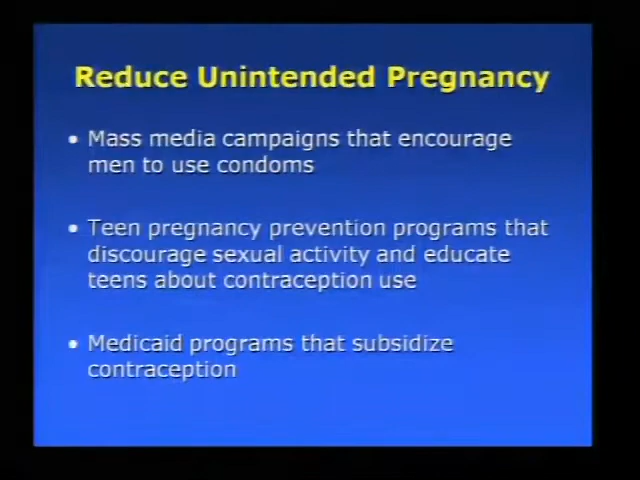 Reduce Unintended Pregnancy
• Mass media campaigns that encourage
men to use condoms
• Teen pregnancy prevention programs that
discourage sexual activity and educate
teens about contraception use
• Medicaid programs that subsidize
contraception